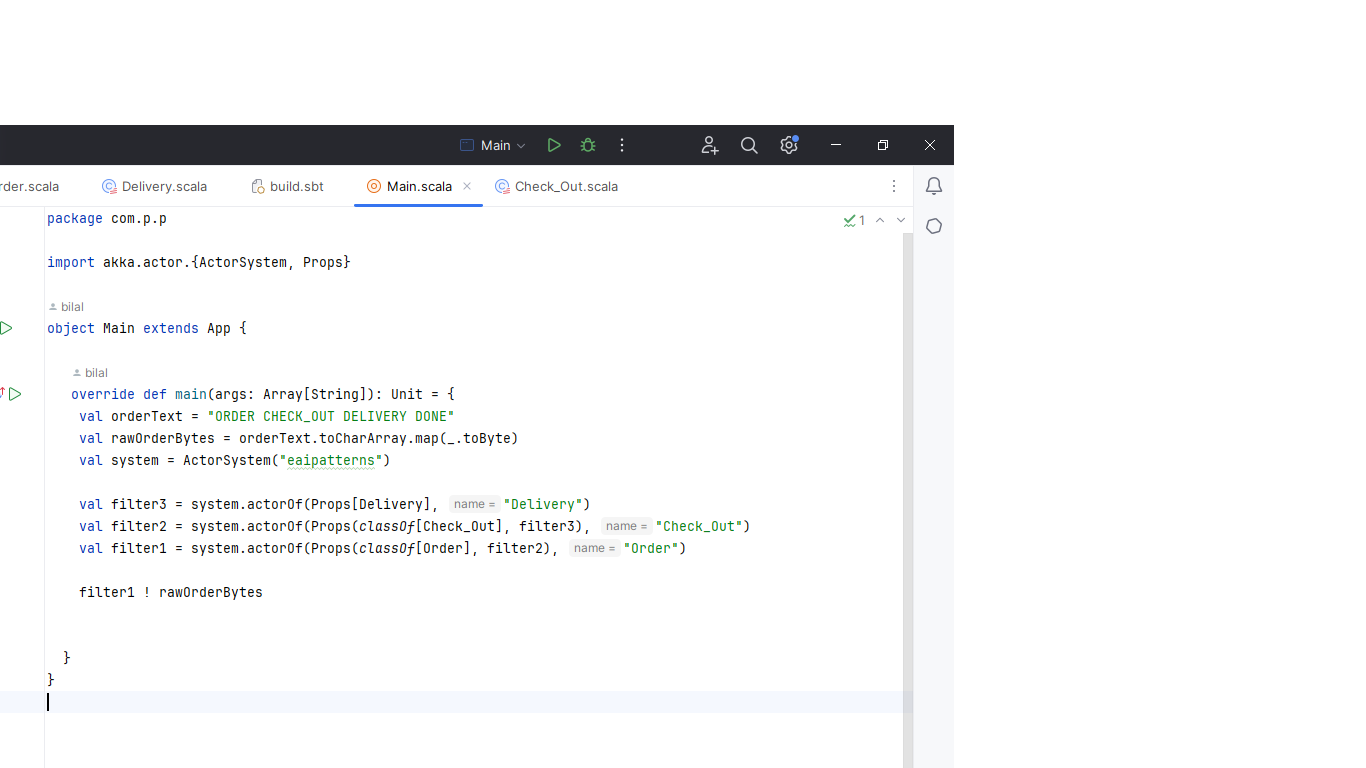 Main
rder.scala Delivery.scala build.sbt Main.scala Check_Out.scala
package com.p.p
1
import akka.actor.{ActorSystem, Props}
bilal
object Main extends App {
bilal
override def main(args: Array[String]): Unit = {
val orderText = "ORDER CHECK_OUT DELIVERY DONE"
val rawOrderBytes = orderText.toCharArray.map(_.toByte)
val system = ActorSystem("eaipatterns")
val filter3 = system.actorOf(Props[Delivery], name = "Delivery")
val filter2 = system.actorOf(Props(classOf[Check_Out], filter3), name = "Check_Out")
val filter1 = system.actorOf(Props(classOf[Order], filter2), name = "Order")
filter1 ! rawOrderBytes
}
}